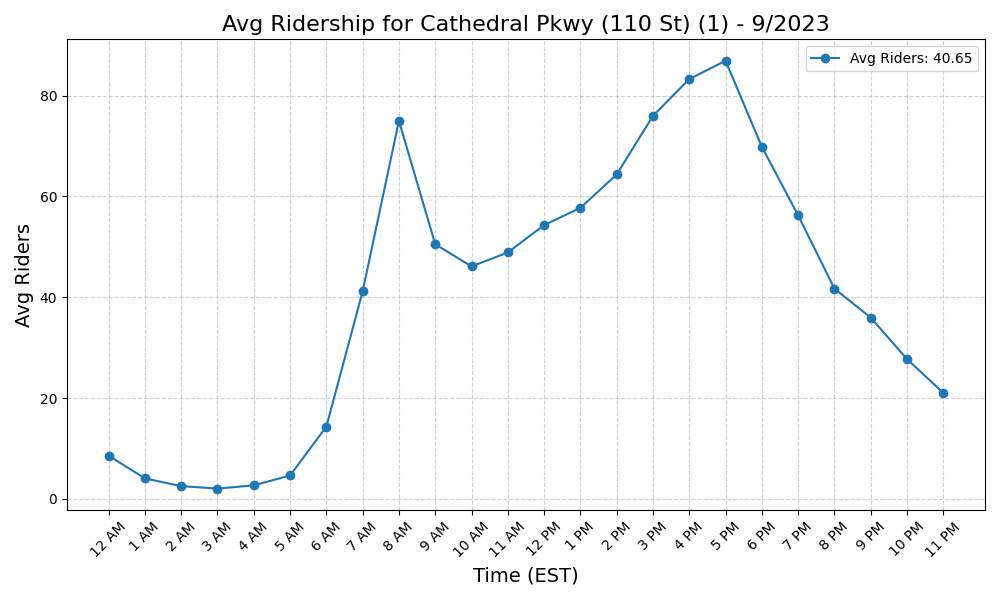 Avg Ridership for Cathedral Pkwy (110 St) (1) - 9/2023
Avg Riders: 40.65
Avg Riders
80
60
40
20
0
12 AM
1 AM
2 AM
3 AM
4 AM
5 AM
6 AM
7 AM
8 AM
9 AM
10 AM
11 AM
12 PM
1 PM
2 PM
3 PM
4 PM
5 PM
6 PM
7 PM
8 PM
9 PM
10 PM
11 PM
Time (EST)